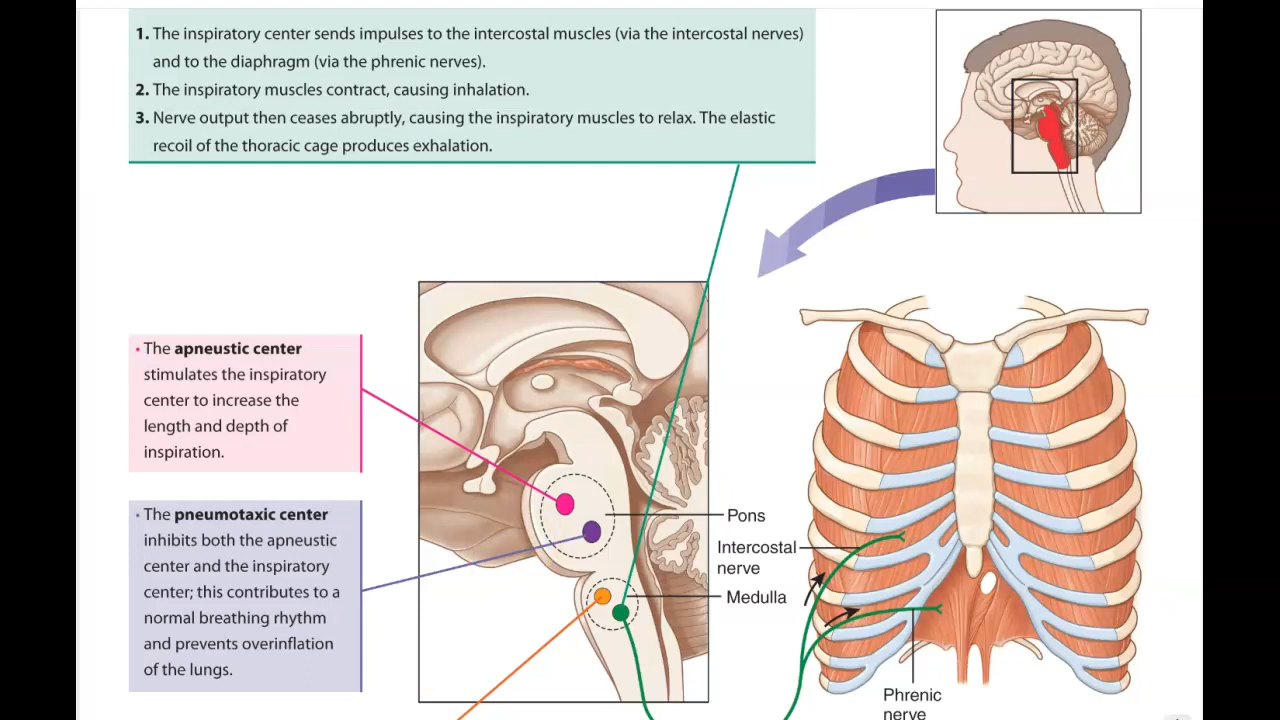 1. The inspiratory center sends impulses to the intercostal muscles (via the intercostal nerves)
and to the diaphragm (via the phrenic nerves).
2. The inspiratory muscles contract, causing inhalation.
3. Nerve output then ceases abruptly, causing the inspiratory muscles to relax. The elastic
recoil of the thoracic cage produces exhalation.
• The apneustic center
stimulates the inspiratory
center to increase the
length and depth of
inspiration.
• The pneumotaxic center
inhibits both the apneustic
center and the inspiratory
center; this contributes to a
normal breathing rhythm
and prevents overinflation
of the lungs.
Pons
Intercostal
nerve
Medulla
Phrenic
nerve